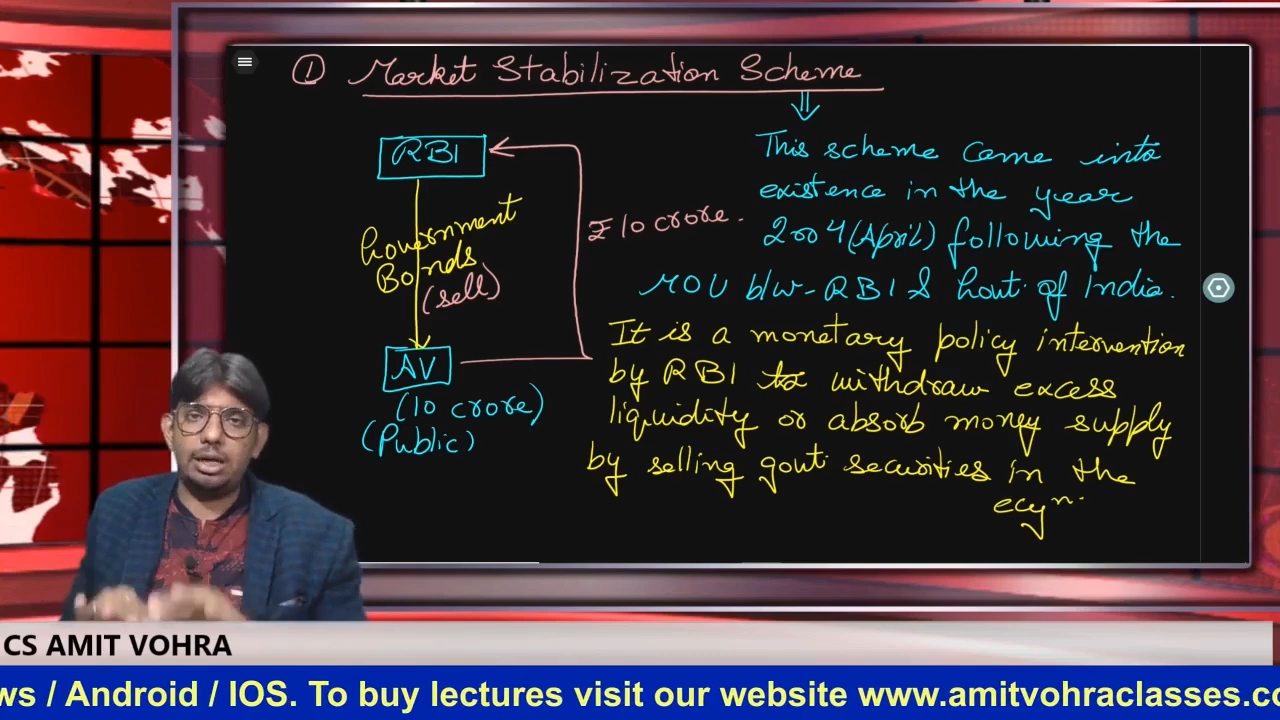 ① Market Stabilization Scheme
RBI
Government
Bonds
(sell)
AV
(10 crore)
(Public)
₹10 crore.
This scheme came into
existence in the year
2004 (April) following the
MOU b/w RBI & Govt. of India.
It is a monetary policy intervention
by RBI to withdraw excess
liquidity or absorb money supply
by selling govt. securities in the
ecyⁿ.
CS AMIT VOHRA
ws / Android / IOS. To buy lectures visit our website www.amitvohraclasses.co